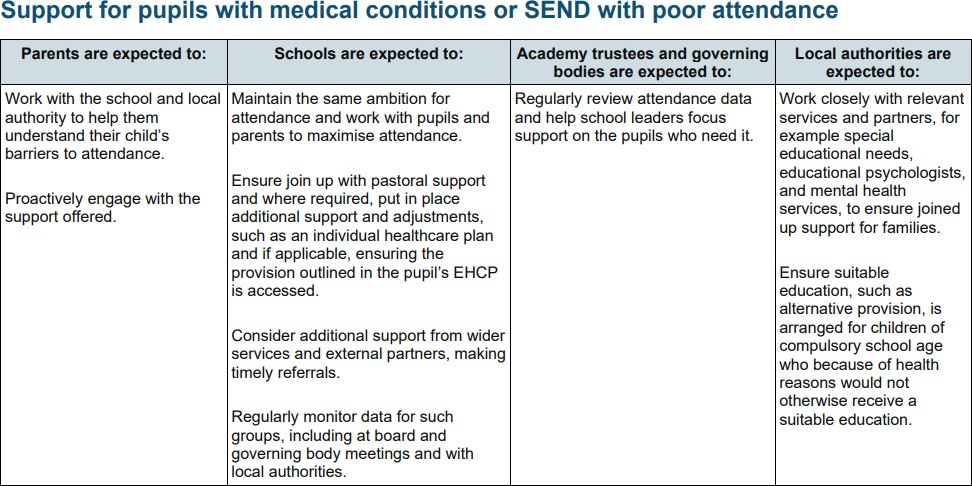 Support for pupils with medical conditions or SEND with poor attendance
Parents are expected to:
Schools are expected to:
Academy trustees and governing
bodies are expected to:
Local authorities are
expected to:
Work with the school and local
authority to help them
understand their child's
barriers to attendance.
Proactively engage with the
support offered.
Maintain the same ambition for
attendance and work with pupils and
parents to maximise attendance.
Ensure join up with pastoral support
and where required, put in place
additional support and adjustments,
such as an individual healthcare plan
and if applicable, ensuring the
provision outlined in the pupil's EHCP
is accessed.
Consider additional support from wider
services and external partners, making
timely referrals.
Regularly monitor data for such
groups, including at board and
governing body meetings and with
local authorities.
Regularly review attendance data
and help school leaders focus
support on the pupils who need it.
Work closely with relevant
services and partners, for
example special
educational needs,
educational psychologists,
and mental health
services, to ensure joined
up support for families.
Ensure suitable
education, such as
alternative provision, is
arranged for children of
compulsory school age
who because of health
reasons would not
otherwise receive a
suitable education.